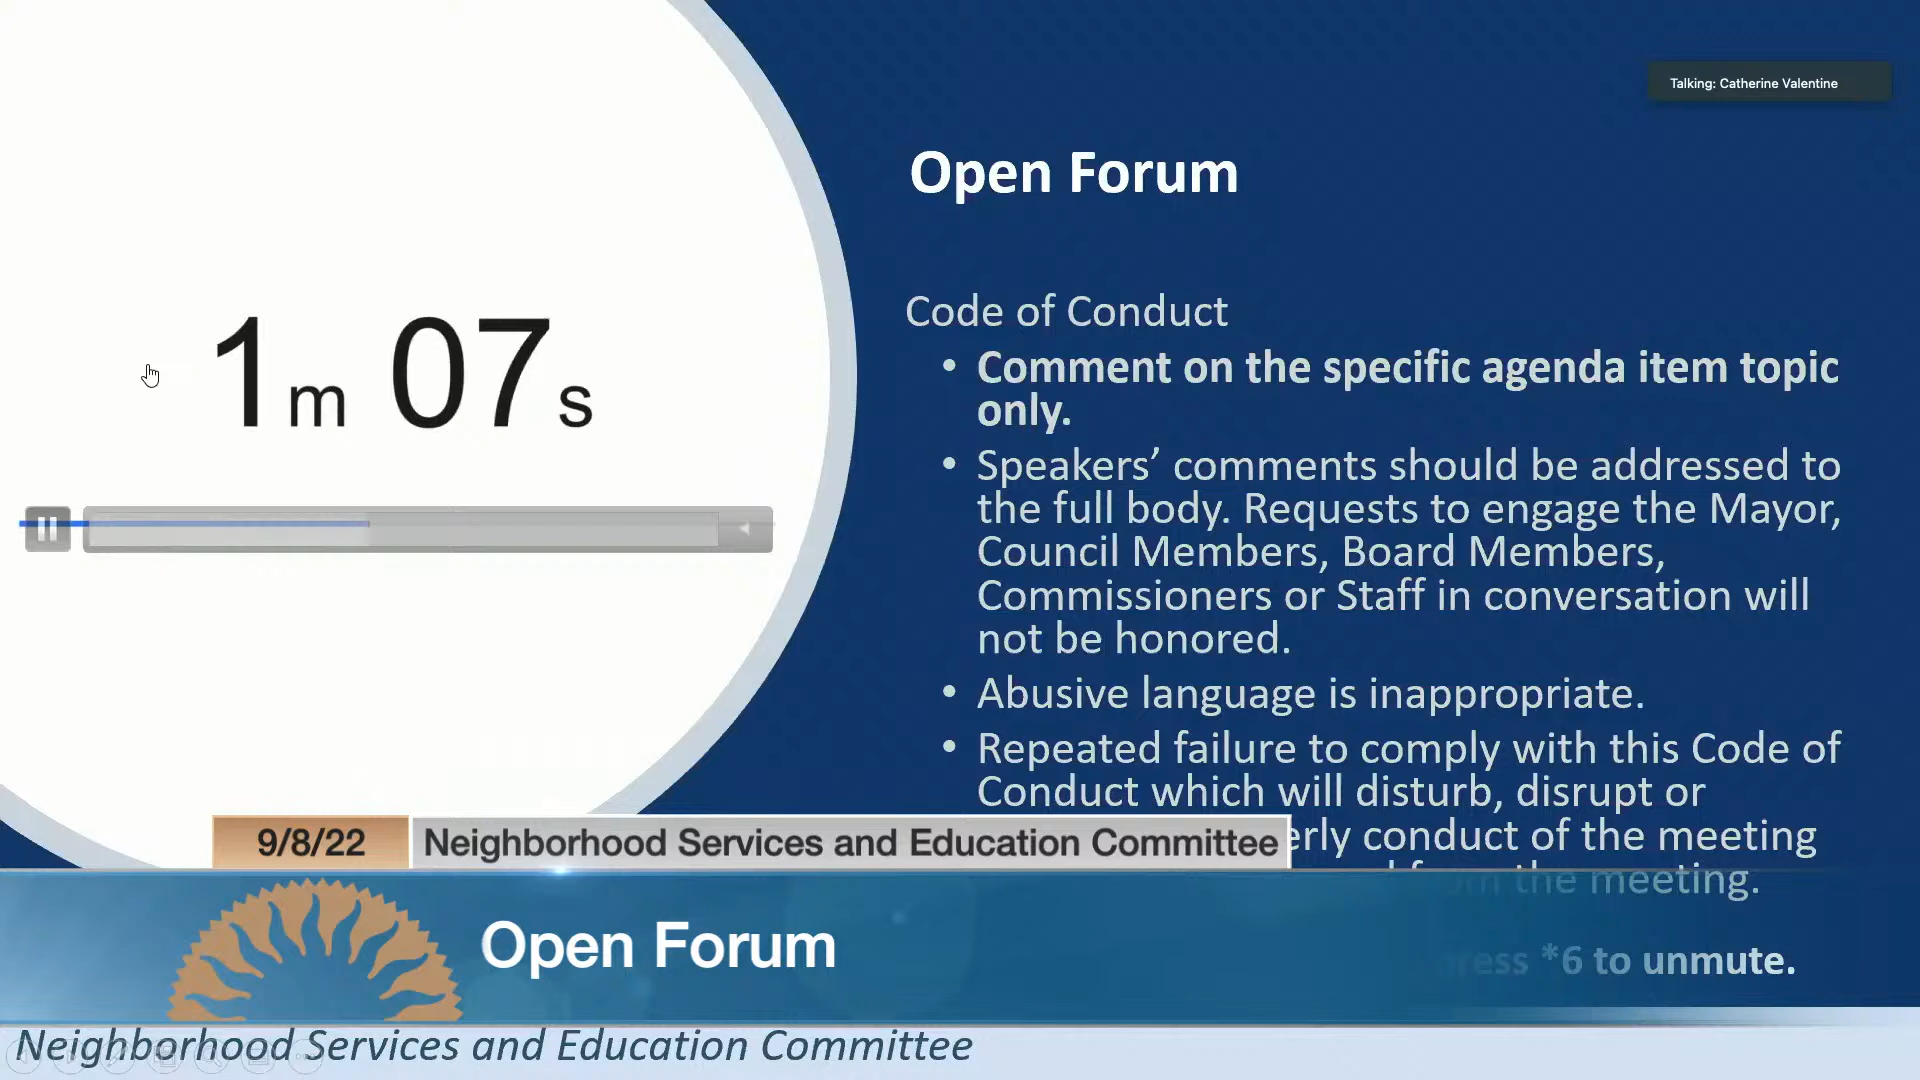 Talking: Catherine Valentine
Open Forum
1m 07s
Code of Conduct
• Comment on the specific agenda item topic
only.
• Speakers’ comments should be addressed to
the full body. Requests to engage the Mayor,
Council Members, Board Members,
Commissioners or Staff in conversation will
not be honored.
• Abusive language is inappropriate.
• Repeated failure to comply with this Code of
Conduct which will disturb, disrupt or
erly conduct of the meeting
from the meeting.
press *6 to unmute.
9/8/22
Neighborhood Services and Education Committee
Open Forum
Neighborhood Services and Education Committee